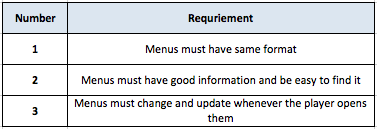 Number Requriement
1 Menus must have same format
2 Menus must have good information and be easy to find it
3 Menus must change and update whenever the player opens
them